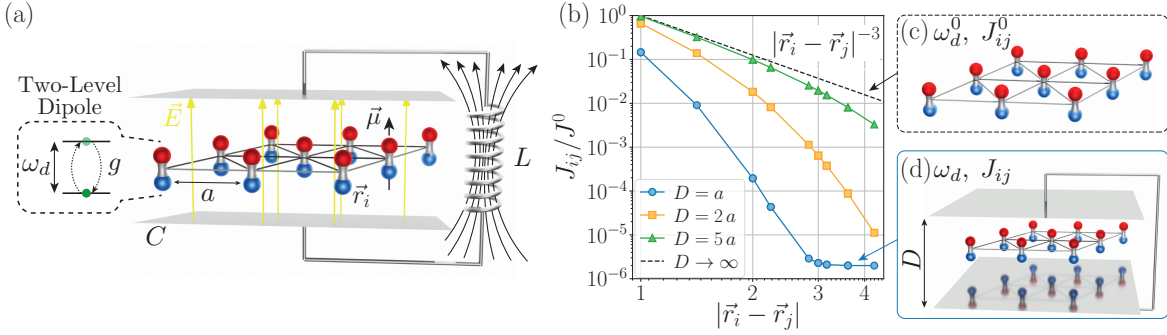 (a)
Two-Level
Dipole
ω_d
g
E⃗
μ⃗
a
r⃗_i
C
L
(b)
J_ij/J^0
10^0
10^-1
10^-2
10^-3
10^-4
10^-5
10^-6
|r⃗_i − r⃗_j|^−3
D = a
D = 2 a
D = 5 a
D → ∞
1
2
3
4
|r⃗_i − r⃗_j|
(c) ω_d^0, J_ij^0
(d) ω_d, J_ij
D